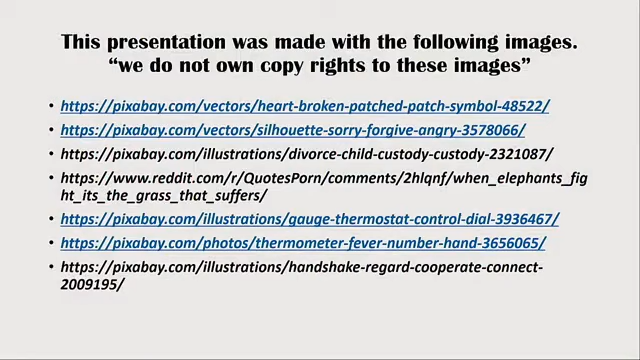 This presentation was made with the following images.
“we do not own copy rights to these images”
• https://pixabay.com/vectors/heart-broken-patched-patch-symbol-48522/
• https://pixabay.com/vectors/silhouette-sorry-forgive-angry-3578066/
• https://pixabay.com/illustrations/divorce-child-custody-custody-2321087/
• https://www.reddit.com/r/QuotesPorn/comments/2hlqnf/when_elephants_fig
ht_its_the_grass_that_suffers/
• https://pixabay.com/illustrations/gauge-thermostat-control-dial-3936467/
• https://pixabay.com/photos/thermometer-fever-number-hand-3656065/
• https://pixabay.com/illustrations/handshake-regard-cooperate-connect-
2009195/